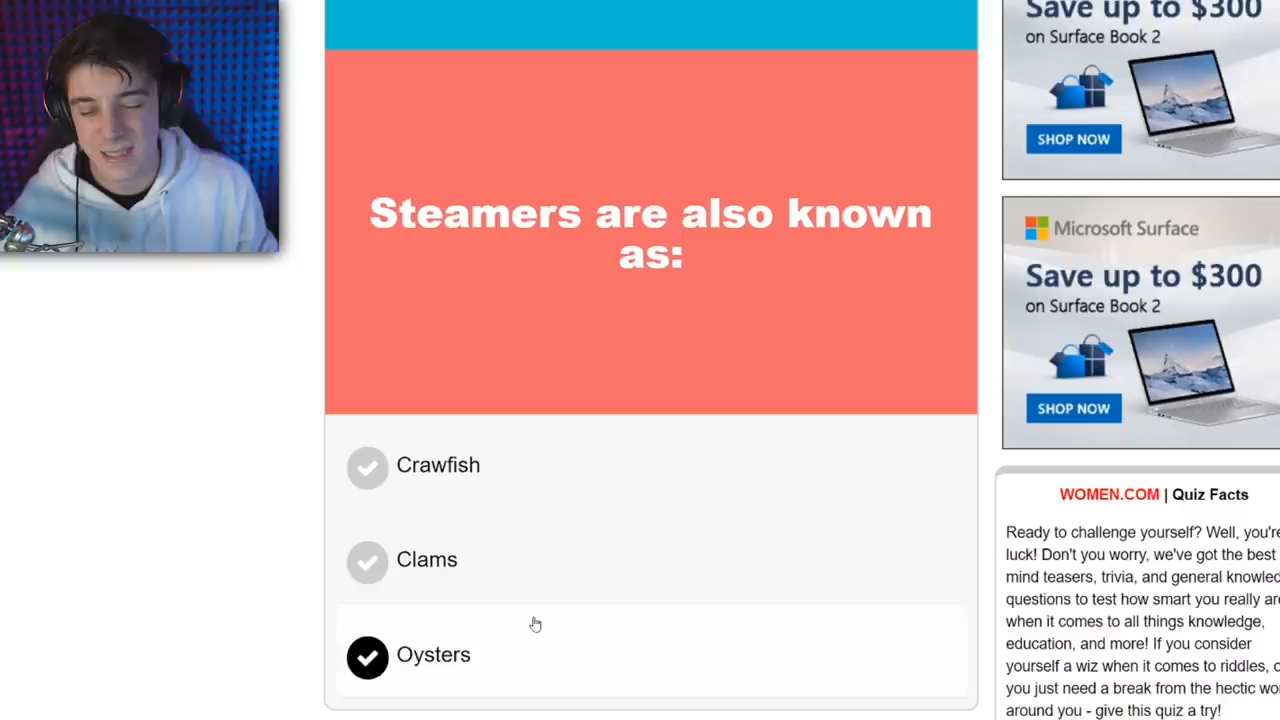 Steamers are also known
as:
Crawfish
Clams
Oysters
Save up to $300
on Surface Book 2
SHOP NOW
Microsoft Surface
Save up to $300
on Surface Book 2
SHOP NOW
WOMEN.COM | Quiz Facts
Ready to challenge yourself? Well, you're
luck! Don't you worry, we've got the best
mind teasers, trivia, and general
questions to test how smart you really
when it comes to all things knowledge,
education, and more! If you consider
yourself a wiz when it comes to riddles,
you just need a break from the hectic
around you - give this quiz a try!